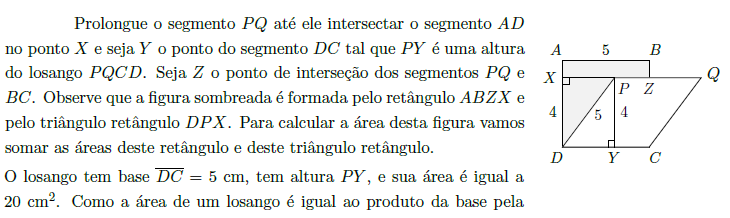 Prolongue o segmento PQ até ele intersectar o segmento AD
no ponto X e seja Y o ponto do segmento DC tal que PY é uma altura
do losango PQCD. Seja Z o ponto de interseção dos segmentos PQ e
BC. Observe que a figura sombreada é formada pelo retângulo ABZX e
pelo triângulo retângulo DPX. Para calcular a área desta figura vamos
somar as áreas deste retângulo e deste triângulo retângulo.
O losango tem base \overline{DC} = 5 cm, tem altura PY, e sua área é igual a
20 cm². Como a área de um losango é igual ao produto da base pela
A 5 B
X Q
P Z
4 5 4
D Y C